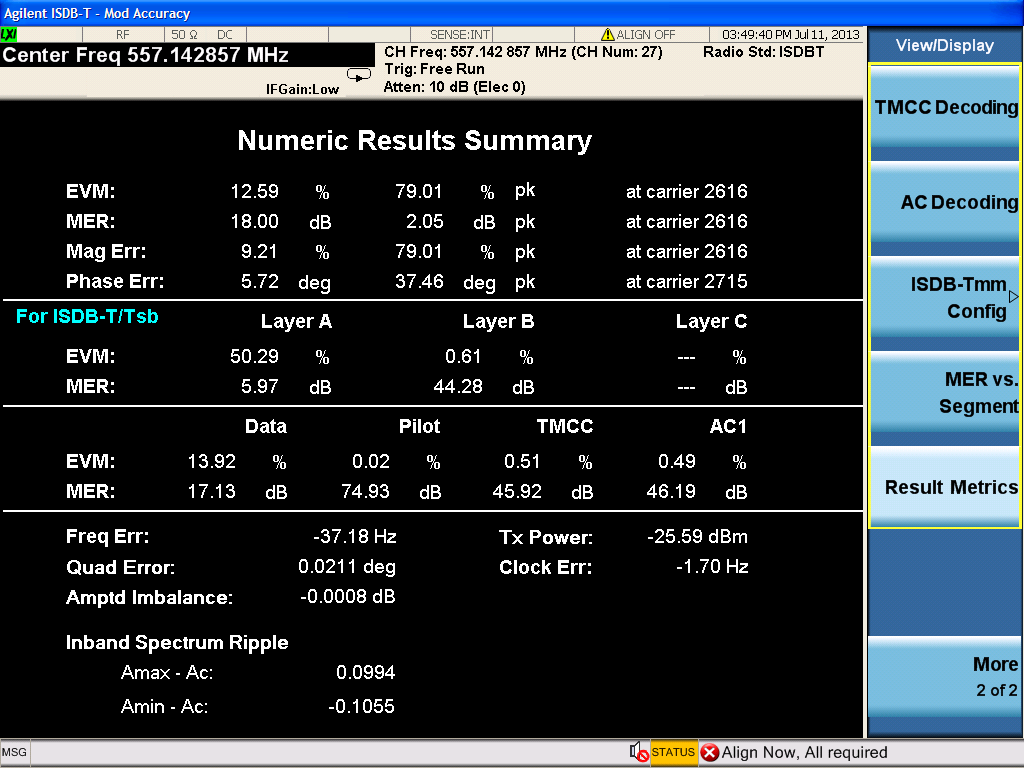 Agilent ISDB-T - Mod Accuracy
LXI RF 50 Ω DC SENSE:INT ALIGN OFF 03:49:40 PM Jul 11, 2013
Center Freq 557.142857 MHz
CH Freq: 557.142 857 MHz (CH Num: 27) Radio Std: ISDBT
Trig: Free Run
IFGain:Low Atten: 10 dB (Elec 0)
Numeric Results Summary
EVM: 12.59 % 79.01 % pk at carrier 2616
MER: 18.00 dB 2.05 dB pk at carrier 2616
Mag Err: 9.21 % 79.01 % pk at carrier 2616
Phase Err: 5.72 deg 37.46 deg pk at carrier 2715
For ISDB-T/Tsb Layer A Layer B Layer C
EVM: 50.29 % 0.61 % --- %
MER: 5.97 dB 44.28 dB --- dB
Data Pilot TMCC AC1
EVM: 13.92 % 0.02 % 0.51 % 0.49 %
MER: 17.13 dB 74.93 dB 45.92 dB 46.19 dB
Freq Err: -37.18 Hz Tx Power: -25.59 dBm
Quad Error: 0.0211 deg Clock Err: -1.70 Hz
Amptd Imbalance: -0.0008 dB
Inband Spectrum Ripple
Amax - Ac: 0.0994
Amin - Ac: -0.1055
View/Display
TMCC Decoding
AC Decoding
ISDB-Tmm
Config
MER vs.
Segment
Result Metrics
More
2 of 2
MSG STATUS Align Now, All required